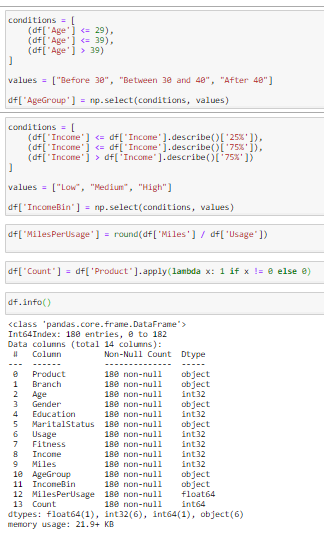 conditions = [
    (df['Age'] <= 29),
    (df['Age'] <= 39),
    (df['Age'] > 39)
]
values = ["Before 30", "Between 30 and 40", "After 40"]
df['AgeGroup'] = np.select(conditions, values)
conditions = [
    (df['Income'] <= df['Income'].describe()['25%']),
    (df['Income'] <= df['Income'].describe()['75%']),
    (df['Income'] > df['Income'].describe()['75%'])
]
values = ["Low", "Medium", "High"]
df['IncomeBin'] = np.select(conditions, values)
df['MilesPerUsage'] = round(df['Miles'] / df['Usage'])
df['Count'] = df['Product'].apply(lambda x: 1 if x != 0 else 0)
df.info()
<class 'pandas.core.frame.DataFrame'>
Int64Index: 180 entries, 0 to 182
Data columns (total 14 columns):
 #   Column         Non-Null Count  Dtype
---  ------         --------------  -----
 0   Product        180 non-null    object
 1   Branch         180 non-null    object
 2   Age            180 non-null    int32
 3   Gender         180 non-null    object
 4   Education      180 non-null    int32
 5   MaritalStatus  180 non-null    object
 6   Usage          180 non-null    int32
 7   Fitness        180 non-null    int32
 8   Income         180 non-null    int32
 9   Miles          180 non-null    int32
 10  AgeGroup       180 non-null    object
 11  IncomeBin      180 non-null    object
 12  MilesPerUsage  180 non-null    float64
 13  Count          180 non-null    int64
dtypes: float64(1), int32(6), int64(1), object(6)
memory usage: 21.9+ KB